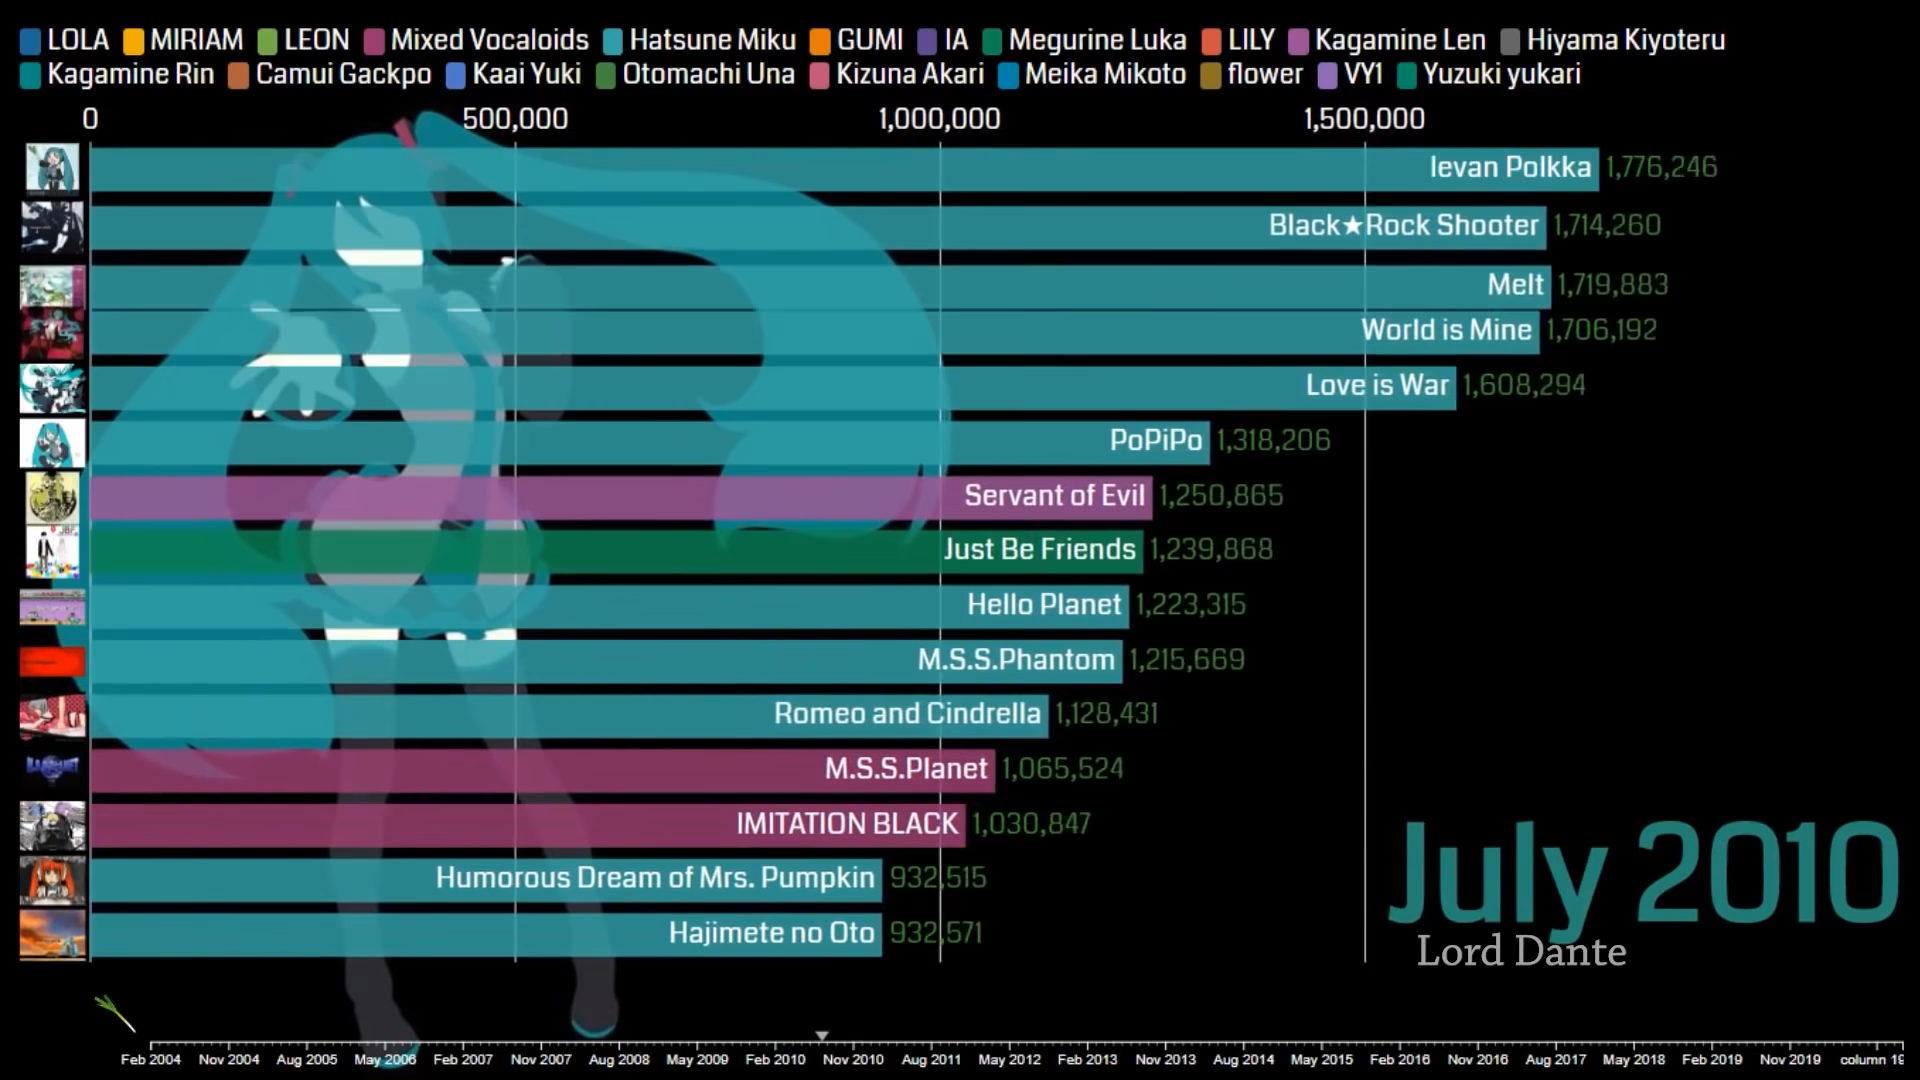 LOLA MIRIAM LEON Mixed Vocaloids Hatsune Miku GUMI IA Megurine Luka LILY Kagamine Len Hiyama Kiyoteru
Kagamine Rin Camui Gackpo Kaai Yuki Otomachi Una Kizuna Akari Meika Mikoto flower VY1 Yuzuki yukari
0 500,000 1,000,000 1,500,000
Ievan Polkka 1,776,246
Black★Rock Shooter 1,714,260
Melt 1,719,883
World is Mine 1,706,192
Love is War 1,608,294
PoPiPo 1,318,206
Servant of Evil 1,250,865
Just Be Friends 1,239,868
Hello Planet 1,223,315
M.S.S.Phantom 1,215,669
Romeo and Cindrella 1,128,431
M.S.S.Planet 1,065,524
IMITATION BLACK 1,030,847
Humorous Dream of Mrs. Pumpkin 932,515
Hajimete no Oto 932,571
July 2010
Lord Dante
Feb 2004 Nov 2004 Aug 2005 May 2006 Feb 2007 Nov 2007 Aug 2008 May 2009 Feb 2010 Nov 2010 Aug 2011 May 2012 Feb 2013 Nov 2013 Aug 2014 May 2015 Feb 2016 Nov 2016 Aug 2017 May 2018 Feb 2019 Nov 2019 column 19